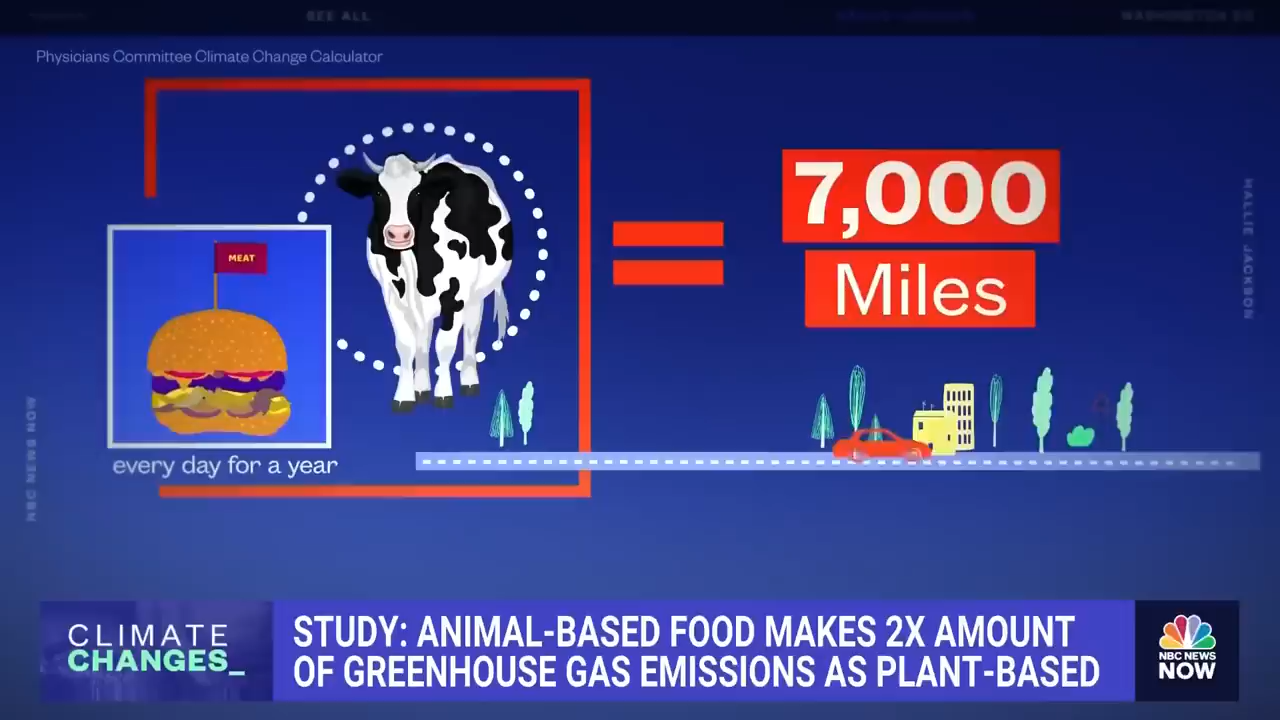 SEE ALL
WASHINGTON DC
Physicians Committee Climate Change Calculator
HALLIE JACKSON
7,000
Miles
MEAT
every day for a year
NBC NEWS NOW
CLIMATE
CHANGES_
STUDY: ANIMAL-BASED FOOD MAKES 2X AMOUNT
OF GREENHOUSE GAS EMISSIONS AS PLANT-BASED
NBC NEWS
NOW